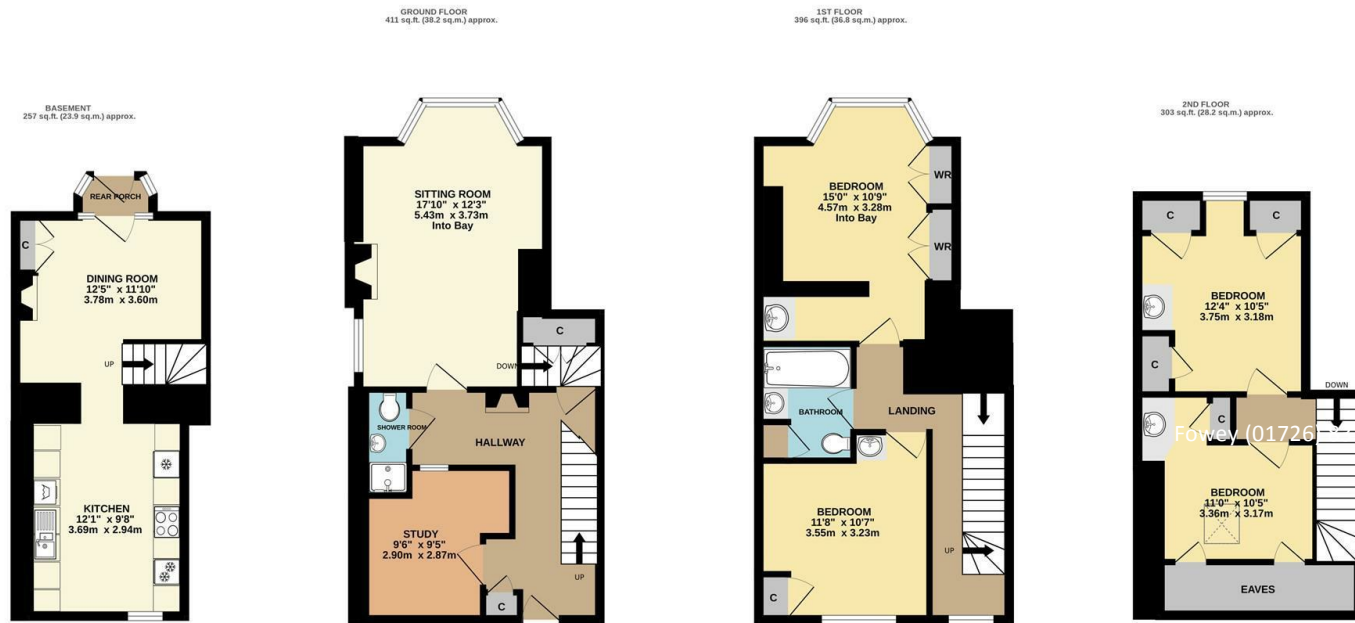 BASEMENT
257 sq.ft. (23.9 sq.m.) approx.
REAR PORCH
C
DINING ROOM
12'5" x 11'10"
3.78m x 3.60m
UP
KITCHEN
12'1" x 9'8"
3.69m x 2.94m
GROUND FLOOR
411 sq.ft. (38.2 sq.m.) approx.
SITTING ROOM
17'10" x 12'3"
5.43m x 3.73m
Into Bay
C
DOWN
SHOWER ROOM
HALLWAY
STUDY
9'6" x 9'5"
2.90m x 2.87m
UP
C
1ST FLOOR
396 sq.ft. (36.8 sq.m.) approx.
BEDROOM
15'0" x 10'9"
4.57m x 3.28m
Into Bay
WR
WR
BATHROOM
LANDING
BEDROOM
11'8" x 10'7"
3.55m x 3.23m
UP
C
2ND FLOOR
303 sq.ft. (28.2 sq.m.) approx.
C
C
BEDROOM
12'4" x 10'5"
3.75m x 3.18m
C
DOWN
C
Fowey (01726)
BEDROOM
11'0" x 10'5"
3.36m x 3.17m
EAVES